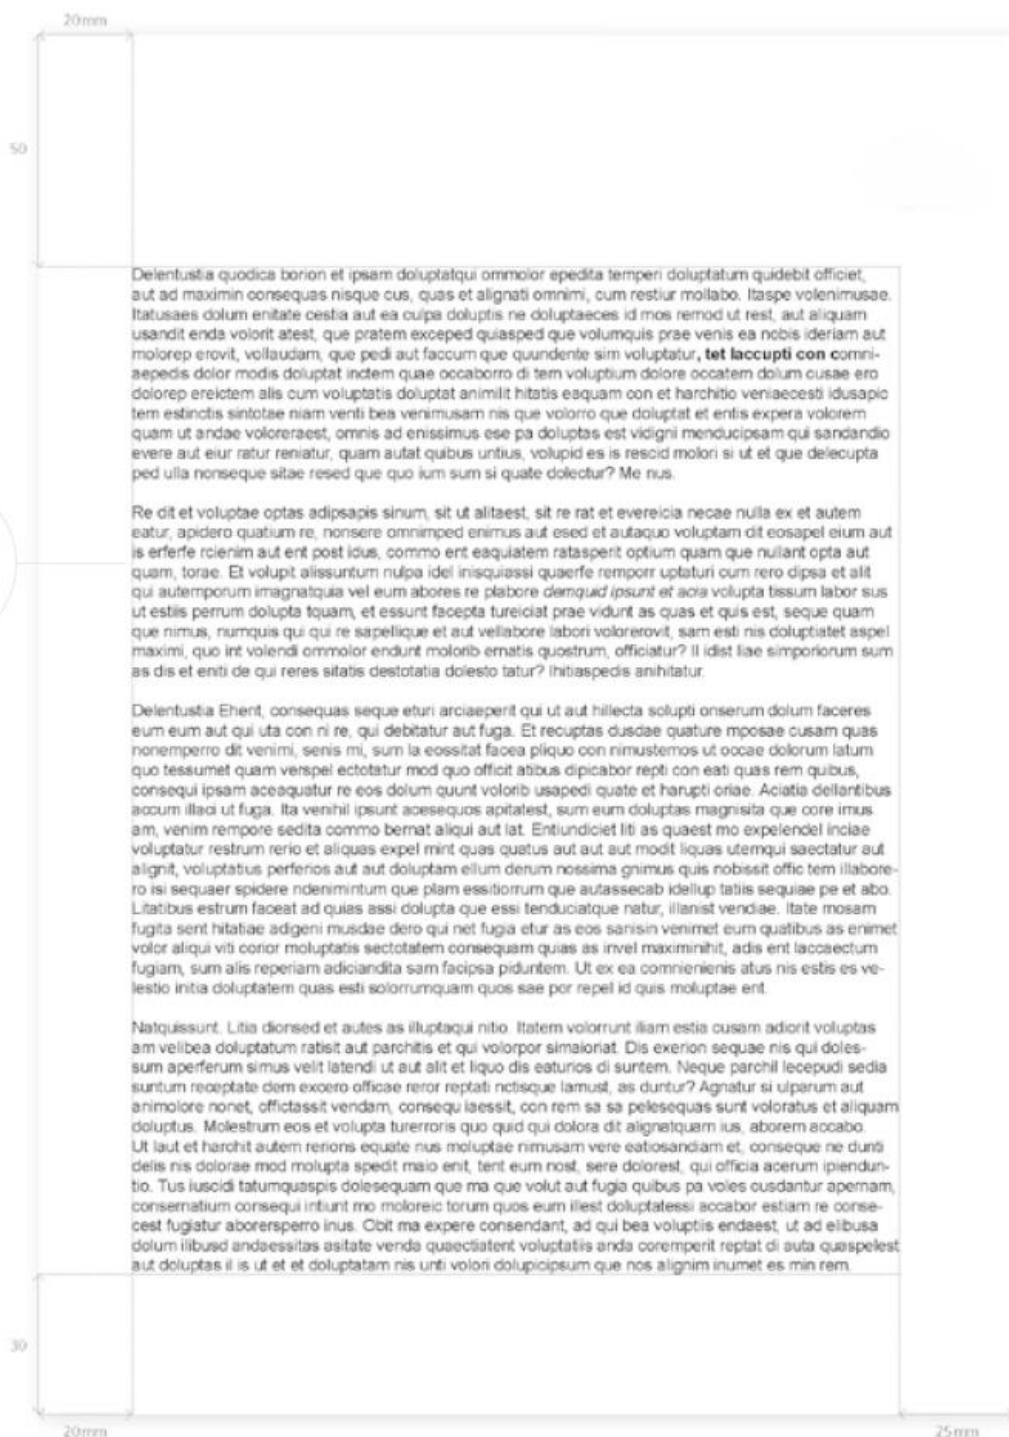 20mm
50
Delentustia quodica borion et ipsam doluptatqui ommolor epedita temperi doluptatum quidebit officiet,
aut ad maximin consequas nisque cus, quas et alignati omnimi, cum restiur mollabo. Itaspe volenimusae.
Itatusaes dolum enitate cestia aut ea culpa doluptis ne doluptaeces id mos remod ut rest, aut aliquam
usandit enda volorit atest, que pratem exceped quiasped que volumquis prae venis ea nobis ideriam aut
molorep erovit, vollaudam, que pedi aut faccum que quundente sim voluptatur, tet laccupti con comni-
aepedis dolor modis doluptat inctem quae occaborro di tem voluptium dolore occatem dolum cusae ero
dolorep ereictem alis cum voluptatis doluptat animilit hitatis eaquam con et harchitio veniaecesti idusapic
tem estinctis sintotae niam venti bea venimusam nis que volorro que doluptat et entis expera volorem
quam ut andae voloreraest, omnis ad enissimus ese pa doluptas est vidigni menducipsam qui sandandio
evere aut eiur ratur reniatur, quam autat quibus untius, volupid es is rescid molori si ut et que delecupta
ped ulla nonseque sitae resed que quo ium sum si quate dolectur? Me nus.
Re dit et voluptae optas adipsapis sinum, sit ut alitaest, sit re rat et evereicia necae nulla ex et autem
eatur, apidero quatium re, nonsere omnimped enimus aut esed et autaquo voluptam dit eosapel eium aut
is erferfe rcienim aut ent post idus, commo ent eaquiatem ratasperit optium quam que nullant opta aut
quam, torae. Et volupit alissuntum nulpa idel inisquiassi quaerfe remporr uptaturi cum rero dipsa et alit
qui autemporum imagnatquia vel eum abores re plabore demquid ipsunt et acia volupta tissum labor sus
ut estiis perrum dolupta tquam, et essunt facepta tureiciat prae vidunt as quas et quis est, seque quam
que nimus, numquis qui qui re sapellique et aut vellabore labori volorerovit, sam esti nis doluptiatet aspel
maximi, quo int volendi ommolor endunt molorib ernatis quostrum, officiatur? Il idist liae simporiorum sum
as dis et eniti de qui reres sitatis destotatia dolesto tatur? Ihitiaspedis anihitatur.
Delentustia Ehent, consequas seque eturi arciaeperit qui ut aut hillecta solupti onserum dolum faceres
eum eum aut qui uta con ni re, qui debitatur aut fuga. Et recuptas dusdae quature mposae cusam quas
nonemperro dit venimi, senis mi, sum la eossitat facea pliquo con nimustemos ut occae dolorum latum
quo tessumet quam verspel ectotatur mod quo officit atibus dipicabor repti con eati quas rem quibus,
consequi ipsam aceaquatur re eos dolum quunt volorib usapedi quate et harupti oriae. Aciatia dellantibus
accum illaci ut fuga. Ita venihil ipsunt acesequos apitatest, sum eum doluptas magnisita que core imus
am, venim rempore sedita commo bernat aliqui aut lat. Entiundiciet liti as quaest mo expelendel inciae
voluptatur restrum rerio et aliquas expel mint quas quatus aut aut aut modit liquas utemqui saectatur aut
alignit, voluptatius perferios aut aut doluptam ellum derum nossima gnimus quis nobissit offic tem illabore-
ro isi sequaer spidere ndenimintum que plam essitiorrum que autassecab idellup tatiis sequiae pe et abo.
Litatibus estrum faceat ad quias assi dolupta que essi tenduciatque natur, illanist vendiae. Itate mosam
fugita sent hitatiae adigeni musdae dero qui net fugia etur as eos sanisin venimet eum quatibus as enimet
volor aliqui viti corior moluptatis sectotatem consequam quias as invel maximinihit, adis ent laccaectum
fugiam, sum alis reperiam adiciandita sam facipsa piduntem. Ut ex ea comnienienis atus nis estis es ve-
lestio initia doluptatem quas esti solorrumquam quos sae por repel id quis moluptae ent.
Natquissunt. Litia dionsed et autes as illuptaqui nitio. Itatem volorrunt iliam estia cusam adiorit voluptas
am velibea doluptatum ratisit aut parchitis et qui volorpor simaioriat. Dis exerion sequae nis qui doles-
sum aperferum simus velit latendi ut aut alit et liquo dis eaturios di suntem. Neque parchil lecepudi sedia
suntum receptate dem excero officae reror reptati nctisque lamust, as duntur? Agnatur si ulparum aut
animolore nonet, offictassit vendam, consequ iaessit, con rem sa sa pelesequas sunt voloratus et aliquam
doluptus. Molestrum eos et volupta turerroris quo quid qui dolora dit alignatquam ius, aborem accabo.
Ut laut et harchit autem rerions equate nus moluptae nimusam vere eatiosandiam et, conseque ne dunti
delis nis dolorae mod molupta spedit maio enit, tent eum nost, sere dolorest, qui officia acerum ipiendun-
tio. Tus iuscidi tatumquaspis dolesequam que ma que volut aut fugia quibus pa voles cusdantur apernam,
consernatium consequi intiunt mo moloreic torum quos eum illest doluptatessi accabor estiam re conse-
cest fugiatur aborersperro inus. Obit ma expere consendant, ad qui bea voluptiis endaest, ut ad elibusa
dolum ilibusd andaessitas asitate venda quaectiatent voluptatiis anda coremperit reptat di auta quaspelest
aut doluptas il is ut et et doluptatam nis unti volori dolupicipsum que nos alignim inumet es min rem.
30
20mm
25mm